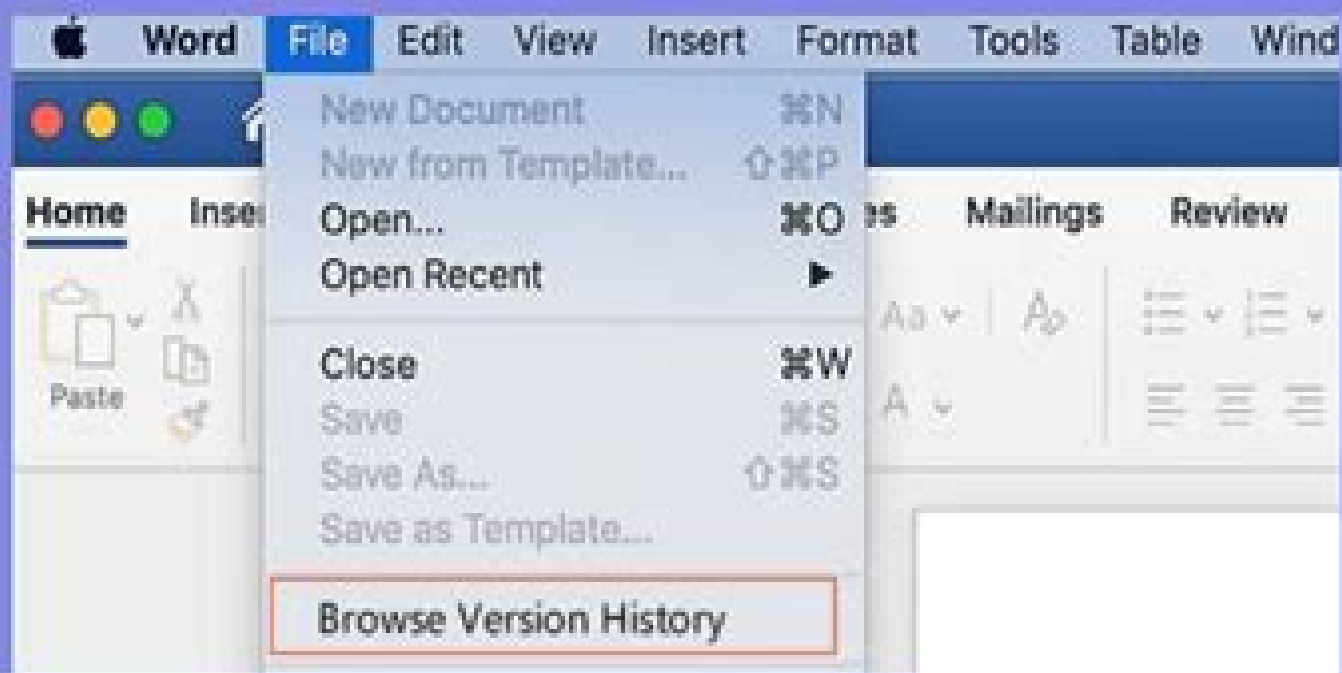 Word File Edit View Insert Format Tools Table Wind
New Document ⌘N
New from Template... ⇧⌘P
Home Inse Open... ⌘O es Mailings Review
Open Recent ▶
Aa A
Close ⌘W
Paste Save ⌘S A
Save As... ⇧⌘S
Save as Template...
Browse Version History